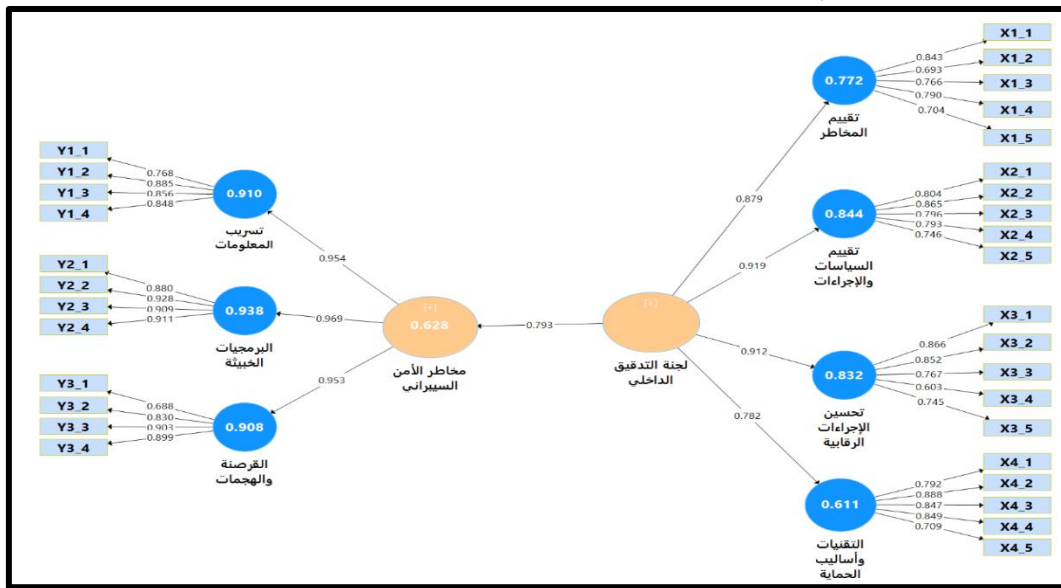 X1_1
X1_2
X1_3
X1_4
X1_5
0.843
0.693
0.766
0.790
0.704
0.772
تقييم
المخاطر
X2_1
X2_2
X2_3
X2_4
X2_5
0.804
0.865
0.796
0.793
0.746
0.844
تقييم
السياسات
والإجراءات
X3_1
X3_2
X3_3
X3_4
X3_5
0.866
0.852
0.767
0.603
0.745
0.832
تحسين
الإجراءات
الرقابية
X4_1
X4_2
X4_3
X4_4
X4_5
0.792
0.888
0.847
0.849
0.709
0.611
التقنيات
وأساليب
الحماية
0.879
0.919
0.912
0.782
[+]
لجنة التدقيق
الداخلي
0.793
[+]
0.628
مخاطر الأمن
السيبراني
0.954
0.969
0.953
Y1_1
Y1_2
Y1_3
Y1_4
0.768
0.885
0.856
0.848
0.910
تسريب
المعلومات
Y2_1
Y2_2
Y2_3
Y2_4
0.880
0.928
0.909
0.911
0.938
البرمجيات
الخبيثة
Y3_1
Y3_2
Y3_3
Y3_4
0.688
0.830
0.903
0.899
0.908
القرصنة
والهجمات